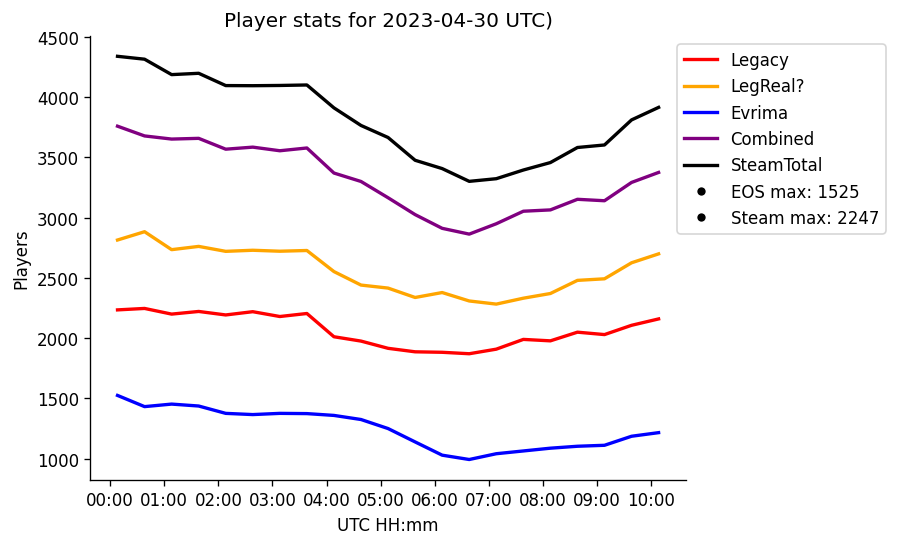 Player stats for 2023-04-30 UTC)
4500
4000
3500
3000
2500
2000
1500
1000
Players
00:00 01:00 02:00 03:00 04:00 05:00 06:00 07:00 08:00 09:00 10:00
UTC HH:mm
Legacy
LegReal?
Evrima
Combined
SteamTotal
EOS max: 1525
Steam max: 2247